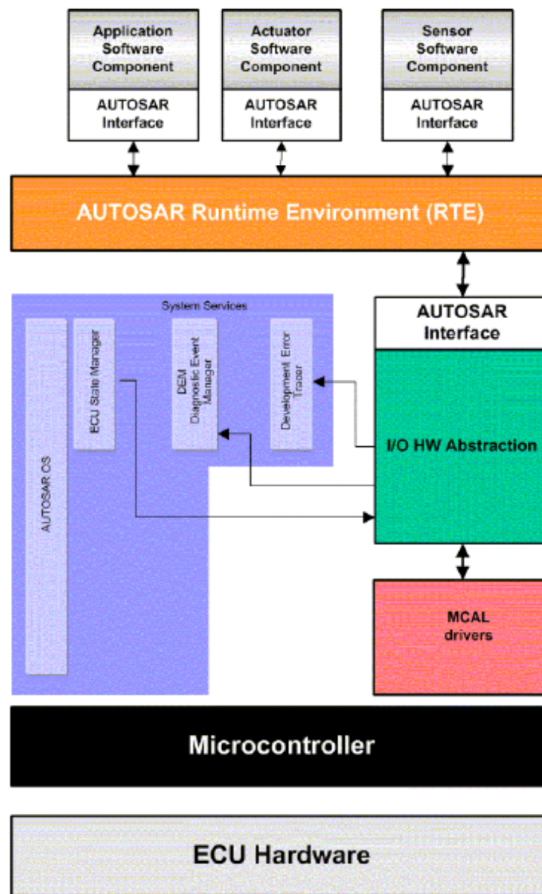 Application
Software
Component
AUTOSAR
Interface
Actuator
Software
Component
AUTOSAR
Interface
Sensor
Software
Component
AUTOSAR
Interface
AUTOSAR Runtime Environment (RTE)
System Services
AUTOSAR OS
ECU State Manager
DEM
Diagnostic Event
Manager
Development Error
Tracer
AUTOSAR
Interface
I/O HW Abstraction
MCAL
drivers
Microcontroller
ECU Hardware